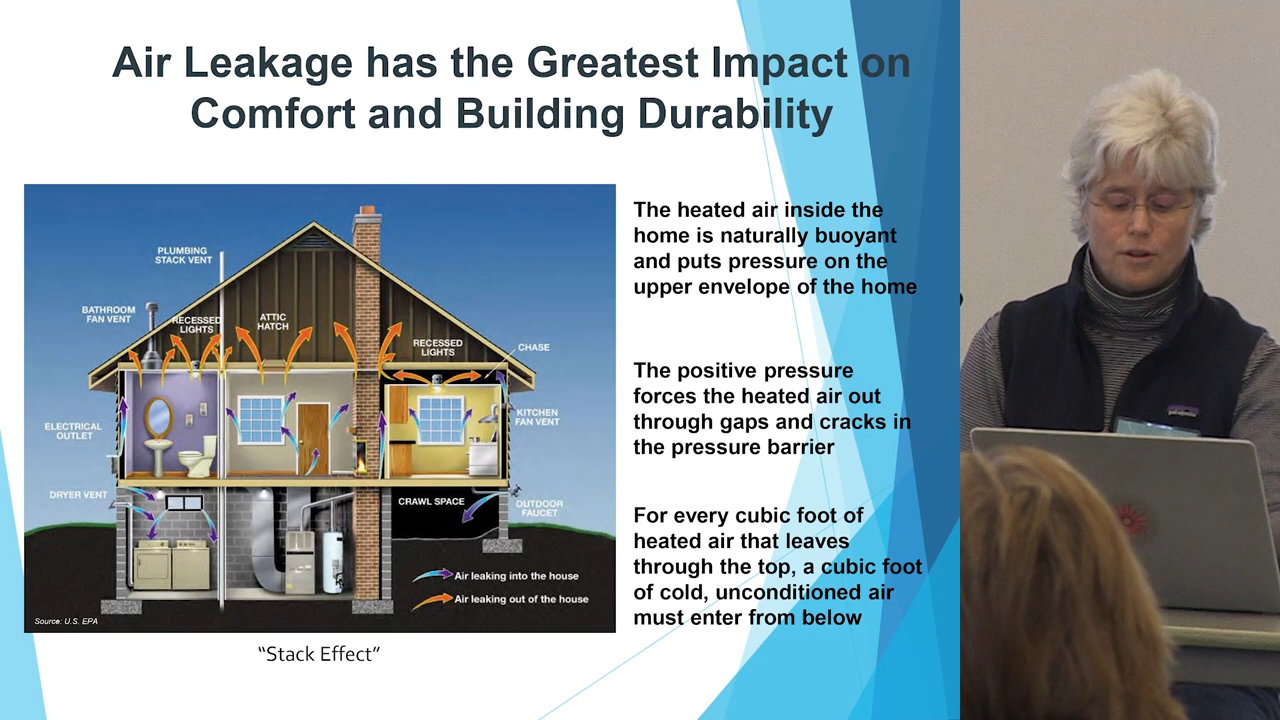 Air Leakage has the Greatest Impact on
Comfort and Building Durability
PLUMBING
STACK VENT
BATHROOM
FAN VENT
RECESSED
LIGHTS
ATTIC
HATCH
RECESSED
LIGHTS
CHASE
ELECTRICAL
OUTLET
KITCHEN
FAN VENT
DRYER VENT
CRAWL SPACE
OUTDOOR
FAUCET
Air leaking into the house
Air leaking out of the house
Source: U.S. EPA
“Stack Effect”
The heated air inside the
home is naturally buoyant
and puts pressure on the
upper envelope of the home
The positive pressure
forces the heated air out
through gaps and cracks in
the pressure barrier
For every cubic foot of
heated air that leaves
through the top, a cubic foot
of cold, unconditioned air
must enter from below
patagonia